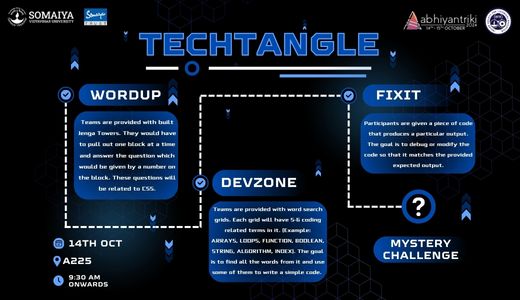 SOMAIYA
VIDYAVIHAR UNIVERSITY
Somaiya
TRUST
abhiyantriki
2024
14TH - 15TH OCTOBER
TECHTANGLE
WORDUP
Teams are provided with built
Jenga Towers. They would have
to pull out one block at a time
and answer the question which
would be given by a number on
the block. These questions will
be related to CSS.
FIXIT
Participants are given a piece of code
that produces a particular output.
The goal is to debug or modify the
code so that it matches the provided
expected output.
DEVZONE
Teams are provided with word search
grids. Each grid will have 5-6 coding
related terms in it. (Example:
ARRAYS, LOOPS, FUNCTION, BOOLEAN,
STRING, ALGORITHM, INDEX). The goal
is to find all the words from it and use
some of them to write a simple code.
?
MYSTERY
CHALLENGE
14TH OCT
A225
9:30 AM
ONWARDS